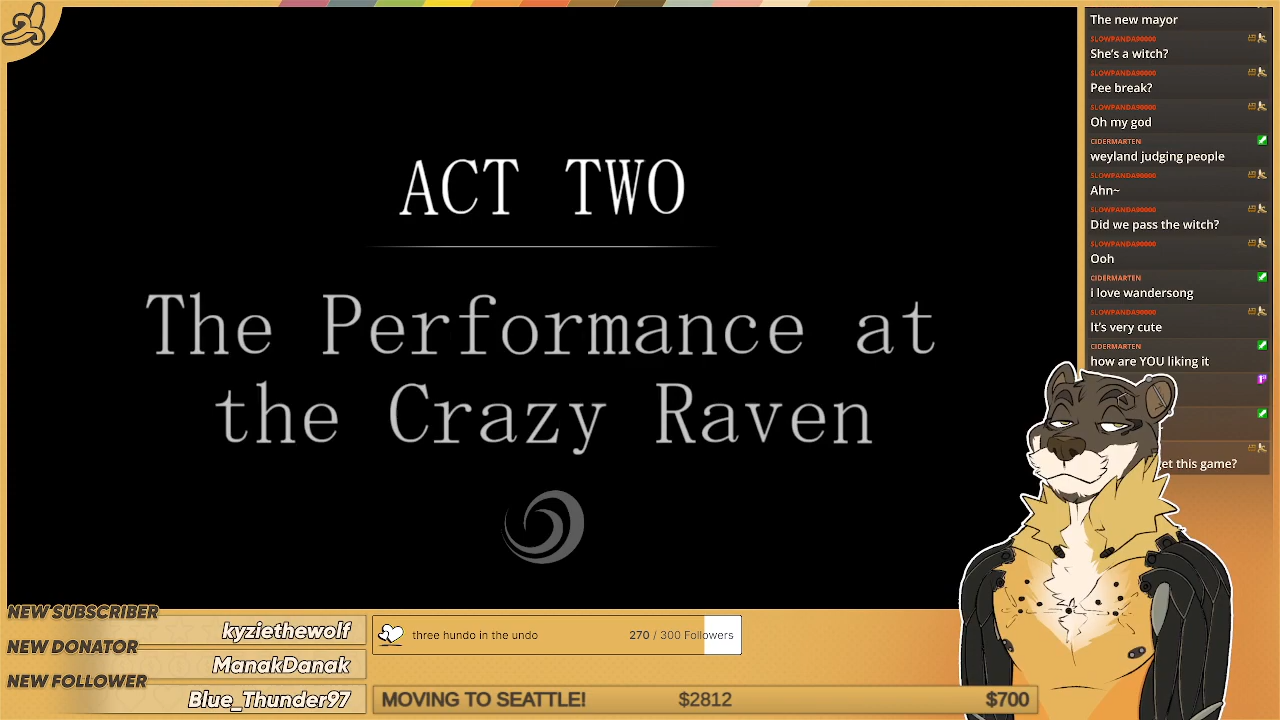 ACT TWO
The Performance at
the Crazy Raven
The new mayor
SLOWPANDA90000
She's a witch?
SLOWPANDA90000
Pee break?
SLOWPANDA90000
Oh my god
CIDERMARTEN
weyland judging people
SLOWPANDA90000
Ahn~
SLOWPANDA90000
Did we pass the witch?
SLOWPANDA90000
Ooh
CIDERMARTEN
i love wandersong
SLOWPANDA90000
It's very cute
CIDERMARTEN
how are YOU liking it
this game?
NEW SUBSCRIBER
kyziethewolf
NEW DONATOR
ManakDanak
NEW FOLLOWER
Blue_Thunder97
three hundo in the undo 270 / 300 Followers
MOVING TO SEATTLE! $2812 $700